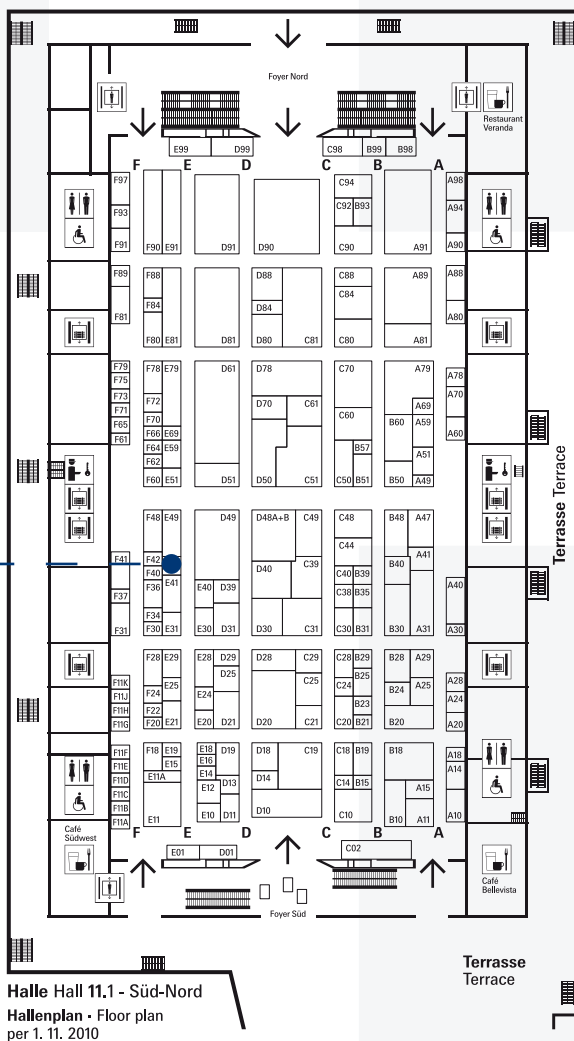 Foyer Nord
Restaurant
Veranda
E99 D99 C98 B99 B98
F E D C B A
F97 C94 A98
F93 C92 B93 A94
F91 F90 E91 D91 D90 C90 A91 A90
F89 F88 D88 C88 A89 A88
F84 D84 C84
F81 F80 E81 D81 D80 C81 C80 A81 A80
F79 F78 E79 D61 D78 C70 A79 A78
F75
F73 F72 D70 C61 A69 A70
F71 F70 C60 B60 A59
F65 F66 E69
F61 F64 E59 B57 A51 A60
F62
F60 E51 D51 D50 C51 C50 B51 B50 A49
F48 E49 D49 D48A+B C49 C48 B48 A47
C44
F41 F42 D40 C39 B40 A41
F40 E41 C40 B39
F37 F36 E40 D39 C38 B35 A40
F34
F31 F30 E31 E30 D31 D30 C31 C30 B31 B30 A31 A30
F28 E29 E28 D29 D28 C29 C28 B29 B28 A29
F11K E25 D25 C25 B25 A28
F11J F24 E24 C24 B24 A25 A24
F11H F22 B23
F11G F20 E21 E20 D21 D20 C21 C20 B21 B20 A20
F11F F18 E19 E18 D19 D18 C19 C18 B19 B18 A18
F11E E15 E16
F11D E11A E14 D13 D14 C14 B15 A14
F11C E12 A15
F11B
F11A E11 E10 D11 D10 C10 B10 A11 A10
F E D C B A
Café
Südwest
E01 D01 C02
Café
Bellevista
Foyer Süd
Terrasse Terrace
Terrasse
Terrace
Halle Hall 11.1 - Süd-Nord
Hallenplan - Floor plan
per 1. 11. 2010